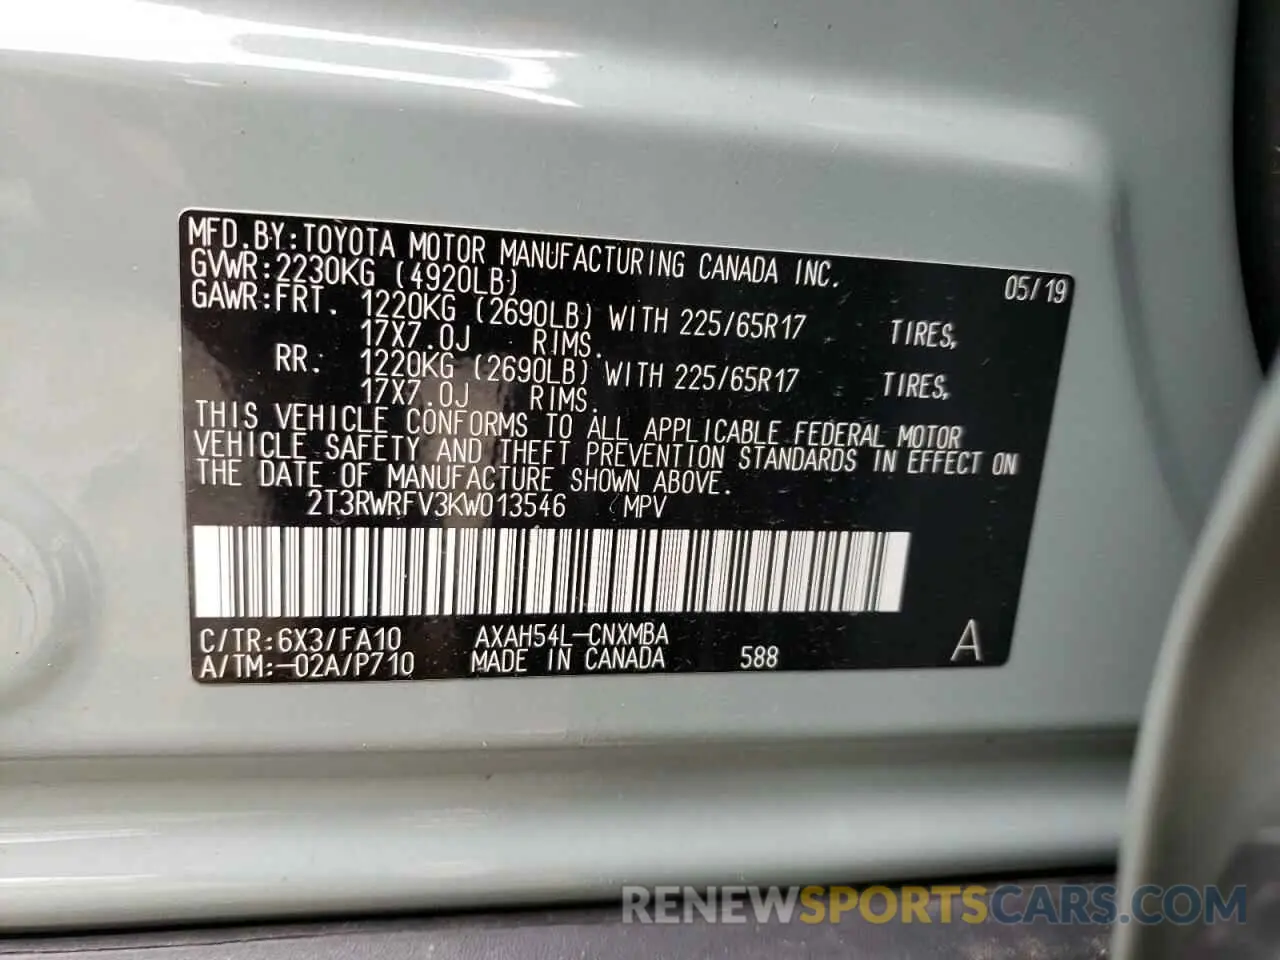 MFD.BY:TOYOTA MOTOR MANUFACTURING CANADA INC. 05/19
GVWR:2230KG (4920LB)
GAWR:FRT. 1220KG (2690LB) WITH 225/65R17 TIRES,
17X7.0J RIMS.
RR: 1220KG (2690LB) WITH 225/65R17 TIRES,
17X7.0J RIMS.
THIS VEHICLE CONFORMS TO ALL APPLICABLE FEDERAL MOTOR
VEHICLE SAFETY AND THEFT PREVENTION STANDARDS IN EFFECT ON
THE DATE OF MANUFACTURE SHOWN ABOVE.
2T3RWRFV3KW013546 MPV
C/TR:6X3/FA10 AXAH54L-CNXMBA
A/TM:-02A/P710 MADE IN CANADA 588 A
RENEWSPORTSCARS.COM